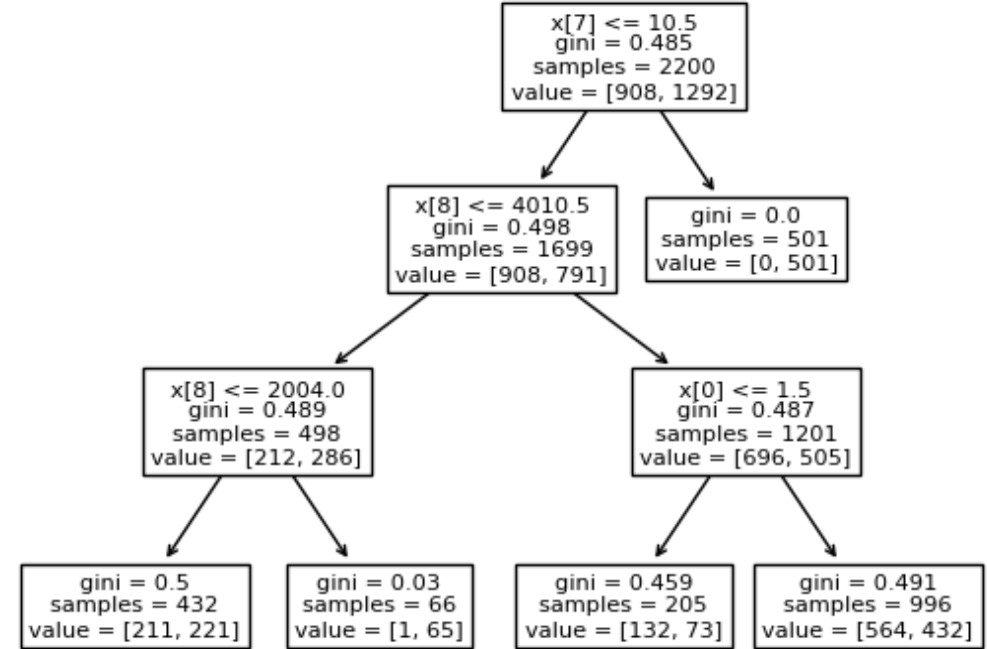 x[7] <= 10.5
gini = 0.485
samples = 2200
value = [908, 1292]
x[8] <= 4010.5
gini = 0.498
samples = 1699
value = [908, 791]
gini = 0.0
samples = 501
value = [0, 501]
x[8] <= 2004.0
gini = 0.489
samples = 498
value = [212, 286]
x[0] <= 1.5
gini = 0.487
samples = 1201
value = [696, 505]
gini = 0.5
samples = 432
value = [211, 221]
gini = 0.03
samples = 66
value = [1, 65]
gini = 0.459
samples = 205
value = [132, 73]
gini = 0.491
samples = 996
value = [564, 432]